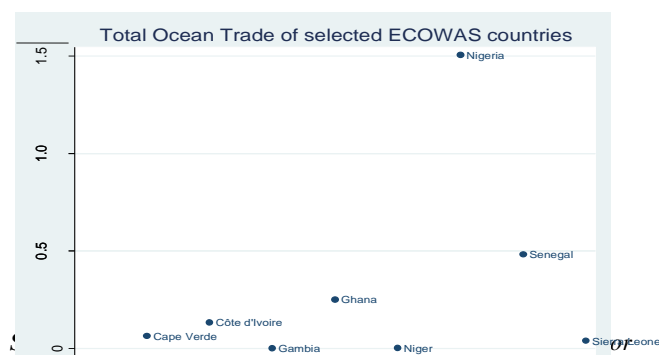 Total Ocean Trade of selected ECOWAS countries
1.5
Nigeria
1.0
0.5
Senegal
Ghana
Côte d'Ivoire
Cape Verde
Sierra Leone
or
0
Gambia
Niger